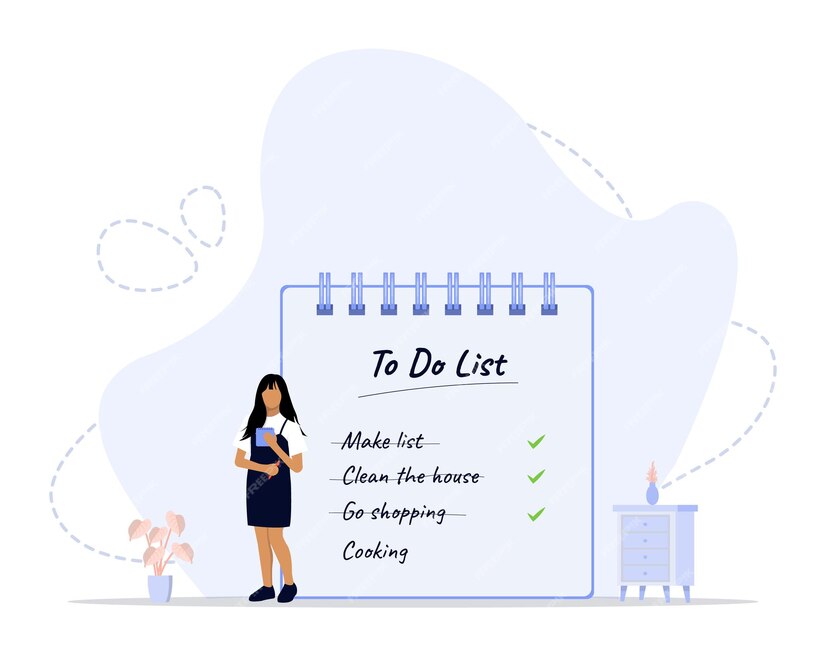 To Do List
Make list
Clean the house
Go shopping
Cooking